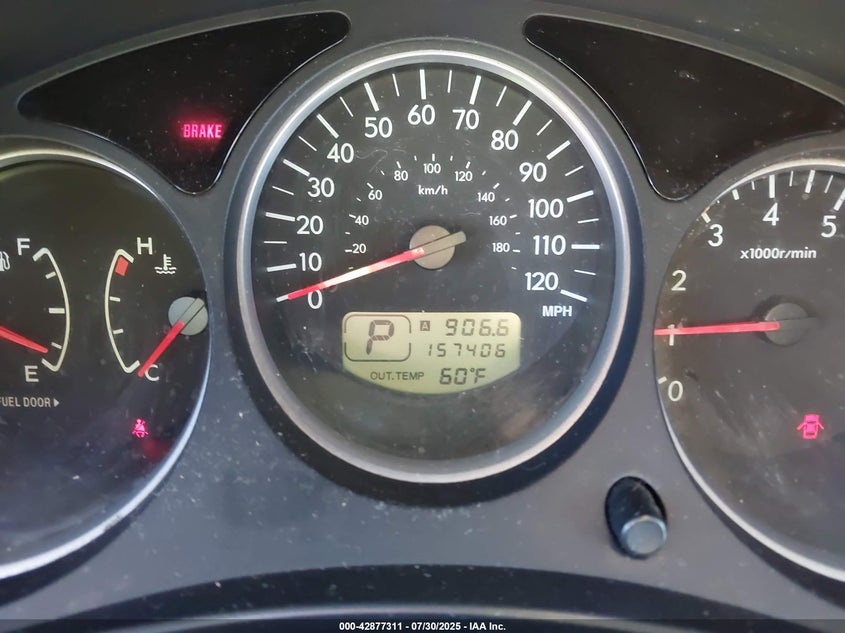 BRAKE
F
E
FUEL DOOR ▸
H
C
0
10
20
30
40
50
60
70
80
90
100
110
120
MPH
20
40
60
80
100
120
140
160
180
km/h
P
A 906.6
157406
OUT.TEMP 60°F
0
1
2
3
4
5
x1000r/min
000-42877311 - 07/30/2025 - IAA Inc.